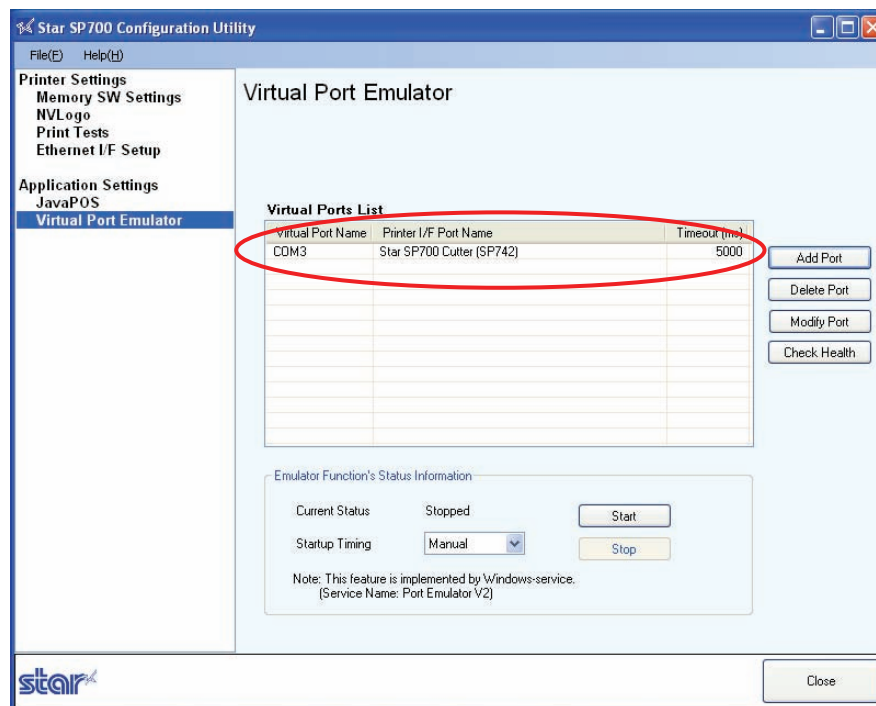 Star SP700 Configuration Utility
File(F) Help(H)
Printer Settings
Memory SW Settings
NVLogo
Print Tests
Ethernet I/F Setup
Application Settings
JavaPOS
Virtual Port Emulator
Virtual Port Emulator
Virtual Ports List
Virtual Port Name Printer I/F Port Name Timeout (ms)
COM3 Star SP700 Cutter (SP742) 5000
Add Port
Delete Port
Modify Port
Check Health
Emulator Function's Status Information
Current Status Stopped Start
Startup Timing Manual Stop
Note: This feature is implemented by Windows-service.
(Service Name: Port Emulator V2)
star
Close